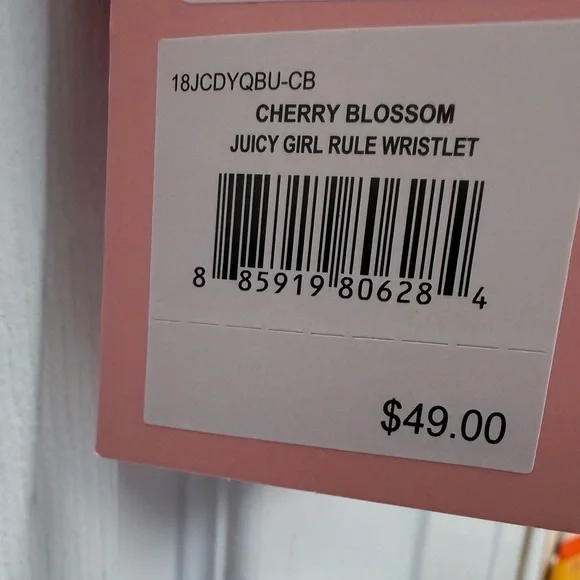 18JCDYQBU-CB
CHERRY BLOSSOM
JUICY GIRL RULE WRISTLET
8 85919 80628 4
$49.00